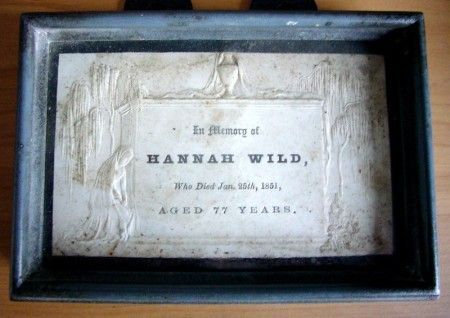 In Memory of
HANNAH WILD,
Who Died Jan. 25th, 1851,
AGED 77 YEARS.